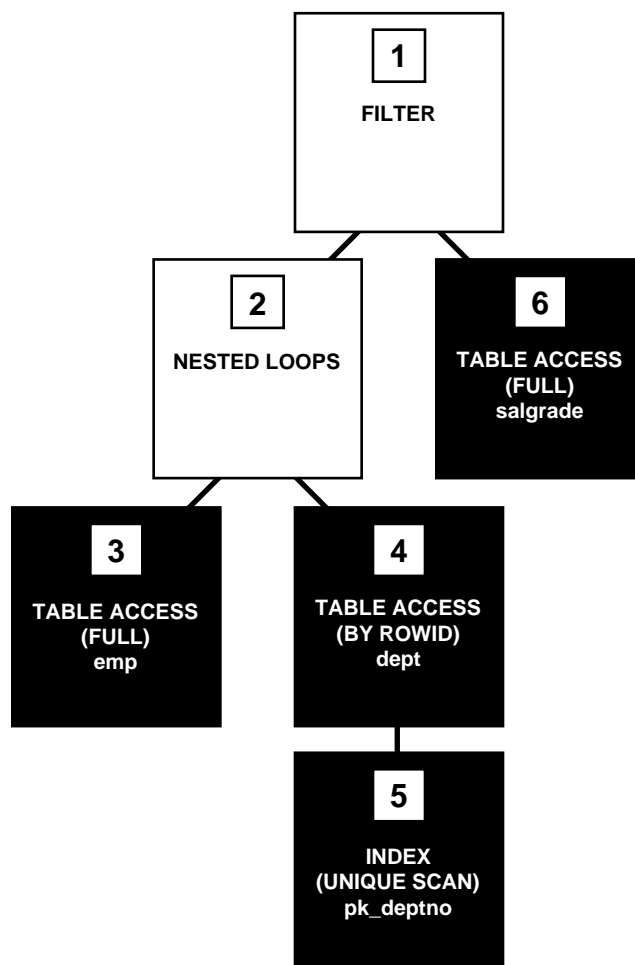 1
FILTER
2
NESTED LOOPS
6
TABLE ACCESS
(FULL)
salgrade
3
TABLE ACCESS
(FULL)
emp
4
TABLE ACCESS
(BY ROWID)
dept
5
INDEX
(UNIQUE SCAN)
pk_deptno